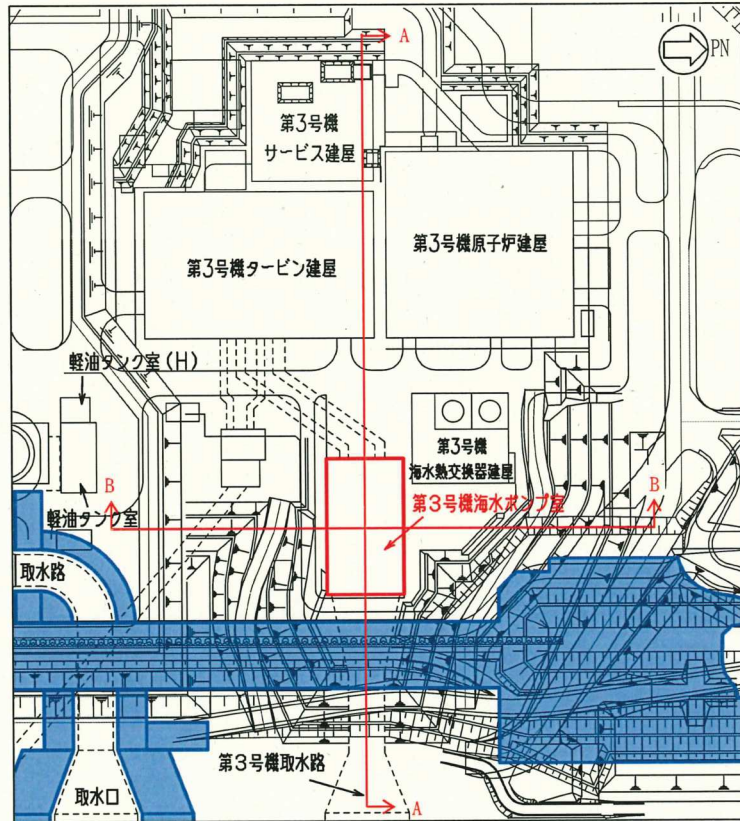 A
PN
第3号機
サービス建屋
第3号機タービン建屋
第3号機原子炉建屋
軽油タンク室(H)
第3号機
海水熱交換器建屋
B
B
第3号機海水ポンプ室
軽油タンク室
取水路
第3号機取水路
取水口
A